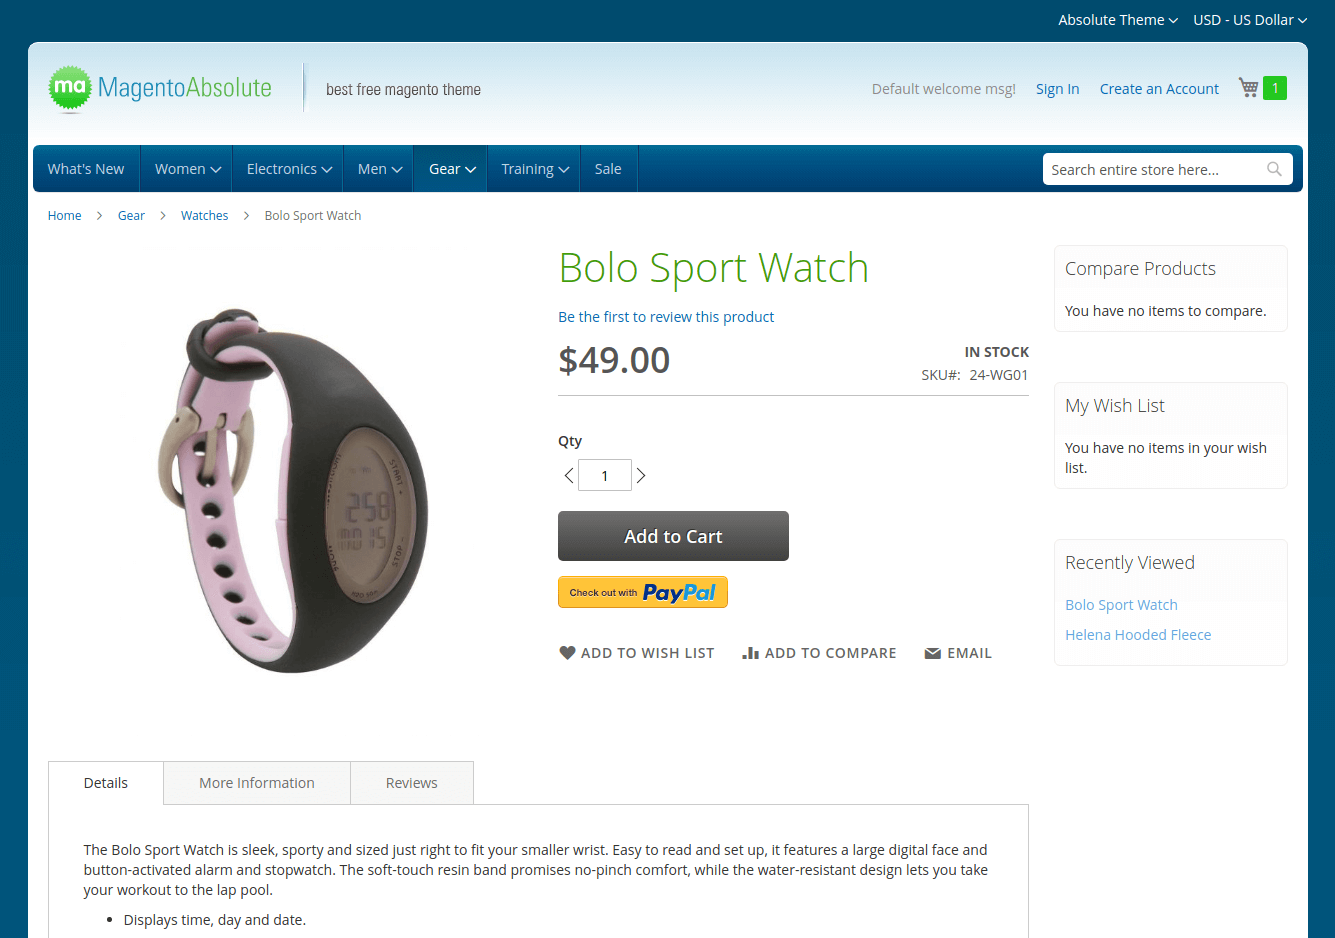 Absolute Theme USD - US Dollar
ma MagentoAbsolute best free magento theme Default welcome msg! Sign In Create an Account 1
What's New Women Electronics Men Gear Training Sale Search entire store here...
Home > Gear > Watches > Bolo Sport Watch
Bolo Sport Watch
Be the first to review this product
$49.00
IN STOCK
SKU#: 24-WG01
Qty
1
Add to Cart
Check out with PayPal
ADD TO WISH LIST ADD TO COMPARE EMAIL
Compare Products
You have no items to compare.
My Wish List
You have no items in your wish
list.
Recently Viewed
Bolo Sport Watch
Helena Hooded Fleece
START
258
MODE
STOP
Details More Information Reviews
The Bolo Sport Watch is sleek, sporty and sized just right to fit your smaller wrist. Easy to read and set up, it features a large digital face and
button-activated alarm and stopwatch. The soft-touch resin band promises no-pinch comfort, while the water-resistant design lets you take
your workout to the lap pool.
• Displays time, day and date.